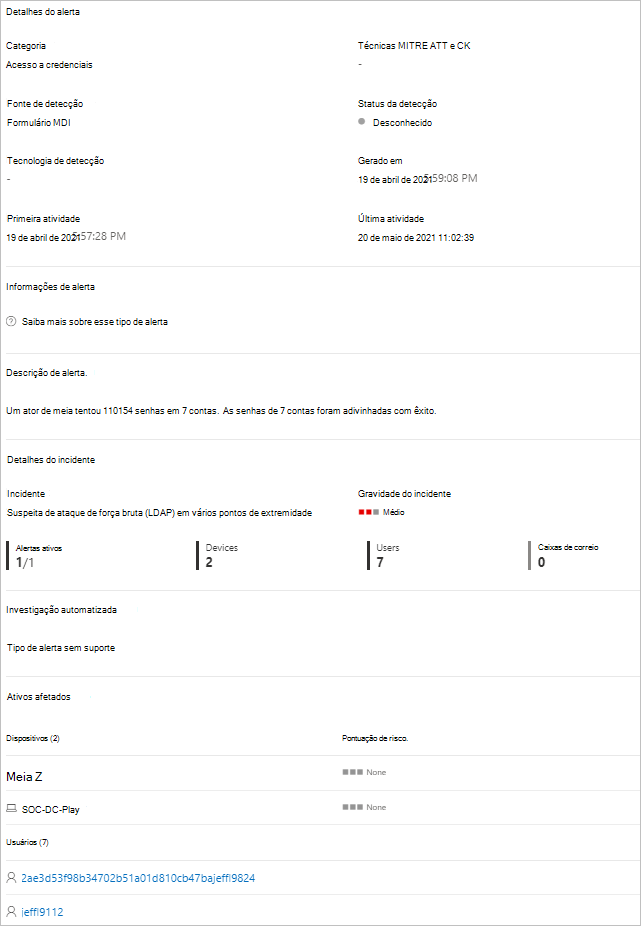 Detalhes do alerta
Categoria
Técnicas MITRE ATT e CK
Acesso a credenciais
-
Fonte de detecção
Status da detecção
Formulário MDI
Desconhecido
Tecnologia de detecção
Gerado em
-
19 de abril de 2021 5:59:08 PM
Primeira atividade
Última atividade
19 de abril de 2021 5:57:28 PM
20 de maio de 2021 11:02:39
Informações de alerta
Saiba mais sobre esse tipo de alerta
Descrição de alerta.
Um ator de meia tentou 110154 senhas em 7 contas. As senhas de 7 contas foram adivinhadas com êxito.
Detalhes do incidente
Incidente
Gravidade do incidente
Suspeita de ataque de força bruta (LDAP) em vários pontos de extremidade
Médio
Alertas ativos
Devices
Users
Caixas de correio
1/1
2
7
0
Investigação automatizada
Tipo de alerta sem suporte
Ativos afetados
Dispositivos (2)
Pontuação de risco.
Meia Z
None
SOC-DC-Play
None
Usuários (7)
2ae3d53f98b34702b51a01d810cb47bajeffl9824
jeffl9112